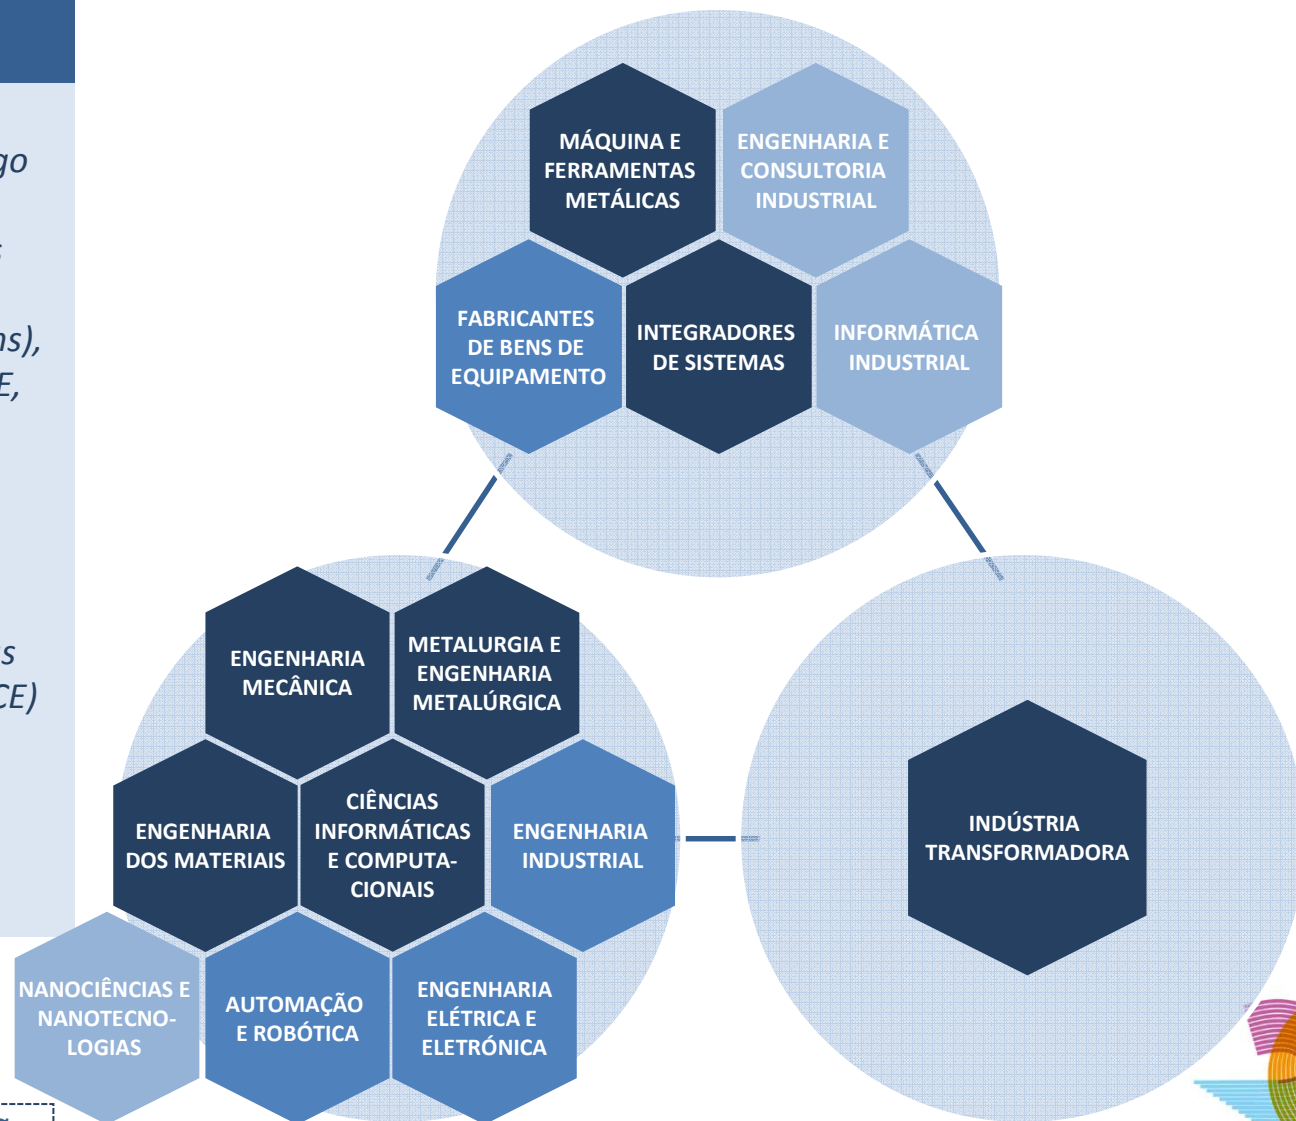 ns),
E,
CE)
MÁQUINA E
FERRAMENTAS
METÁLICAS
ENGENHARIA E
CONSULTORIA
INDUSTRIAL
FABRICANTES
DE BENS DE
EQUIPAMENTO
INTEGRADORES
DE SISTEMAS
INFORMÁTICA
INDUSTRIAL
ENGENHARIA
MECÂNICA
METALURGIA E
ENGENHARIA
METALÚRGICA
ENGENHARIA
DOS MATERIAIS
CIÊNCIAS
INFORMÁTICAS
E COMPUTA-
CIONAIS
ENGENHARIA
INDUSTRIAL
NANOCIÊNCIAS E
NANOTECNO-
LOGIAS
AUTOMAÇÃO
E ROBÓTICA
ENGENHARIA
ELÉTRICA E
ELETRÓNICA
INDÚSTRIA
TRANSFORMADORA